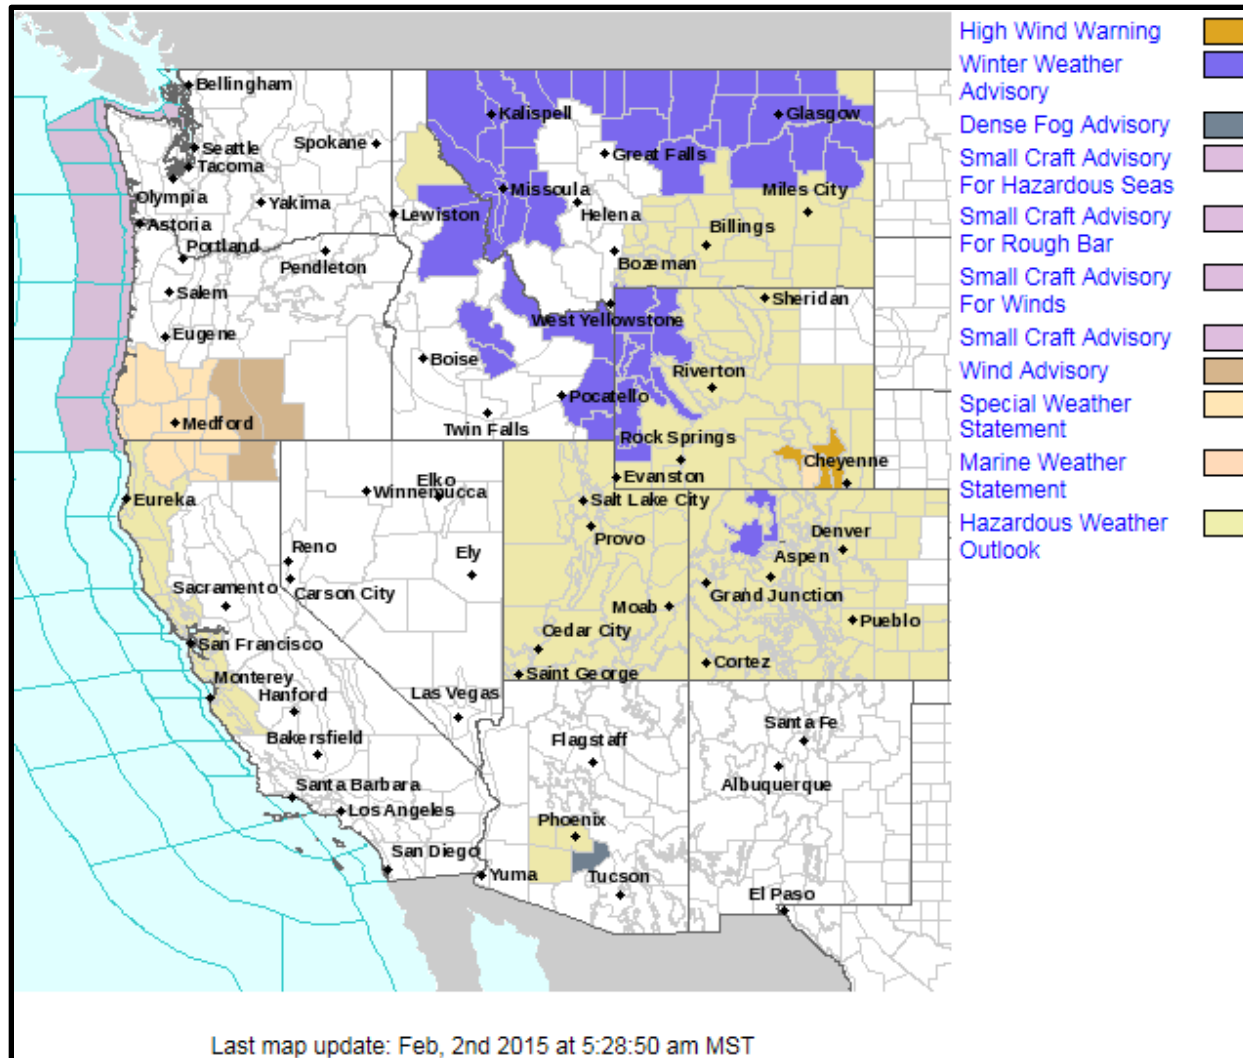 Bellingham
Seattle
Spokane
Tacoma
Olympia
Yakima
Astoria
Portland
Pendleton
Salem
Eugene
Medford
Kalispell
Glasgow
Great Falls
Missoula
Miles City
Helena
Lewiston
Billings
Bozeman
Sheridan
West Yellowstone
Boise
Riverton
Pocatello
Twin Falls
Rock Springs
Cheyenne
Evanston
Eureka
Elko
Winnemucca
Salt Lake City
Denver
Provo
Reno
Ely
Aspen
Sacramento
Carson City
Grand Junction
Moab
Pueblo
Cedar City
San Francisco
Cortez
Saint George
Monterey
Hanford
Las Vegas
Bakersfield
Santa Fe
Flagstaff
Albuquerque
Santa Barbara
Los Angeles
Phoenix
San Diego
Yuma
Tucson
El Paso
High Wind Warning
Winter Weather
Advisory
Dense Fog Advisory
Small Craft Advisory
For Hazardous Seas
Small Craft Advisory
For Rough Bar
Small Craft Advisory
For Winds
Small Craft Advisory
Wind Advisory
Special Weather
Statement
Marine Weather
Statement
Hazardous Weather
Outlook
Last map update: Feb, 2nd 2015 at 5:28:50 am MST